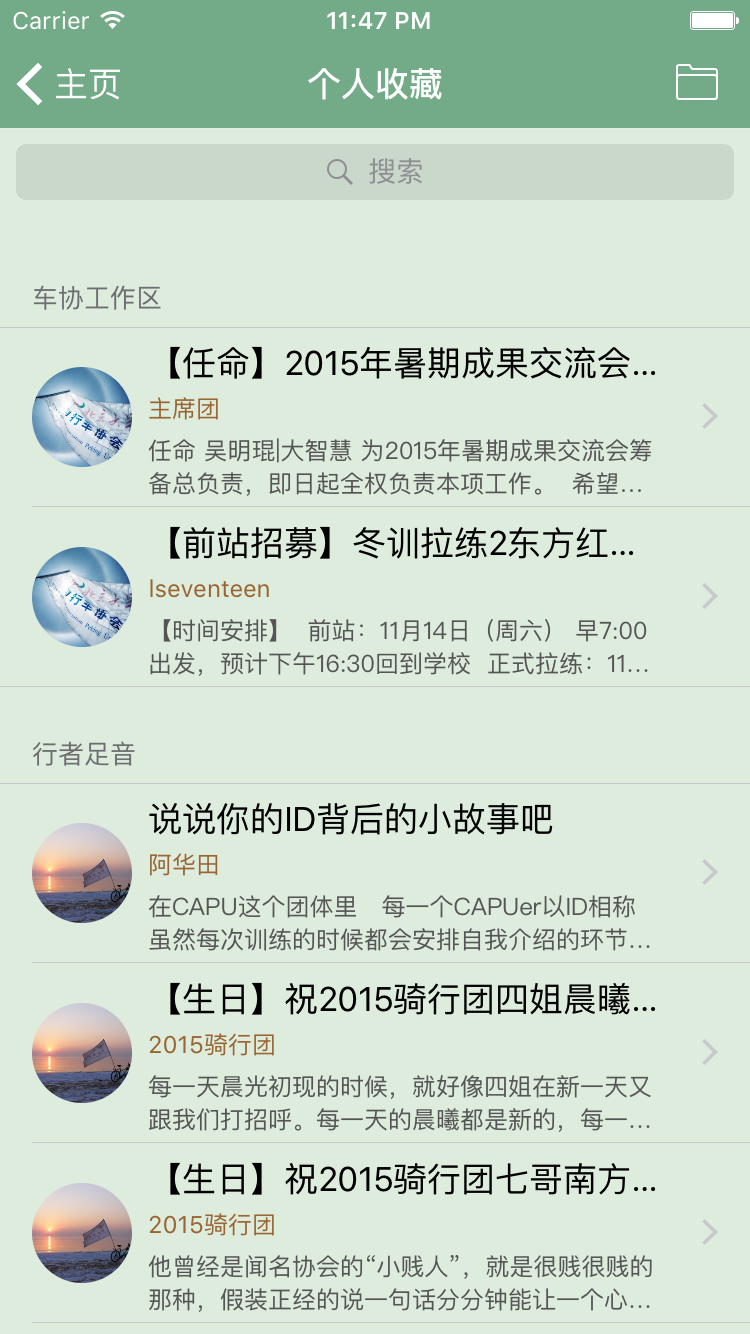 Carrier 11:47 PM
主页 个人收藏
搜索
车协工作区
【任命】2015年暑期成果交流会...
主席团
任命 吴明琨|大智慧 为2015年暑期成果交流会筹
备总负责，即日起全权负责本项工作。 希望...
【前站招募】冬训拉练2东方红...
lseventeen
【时间安排】 前站：11月14日（周六） 早7:00
出发，预计下午16:30回到学校 正式拉练：11...
行者足音
说说你的ID背后的小故事吧
阿华田
在CAPU这个团体里 每一个CAPUer以ID相称
虽然每次训练的时候都会安排自我介绍的环节...
【生日】祝2015骑行团四姐晨曦...
2015骑行团
每一天晨光初现的时候，就好像四姐在新一天又
跟我们打招呼。每一天的晨曦都是新的，每一...
【生日】祝2015骑行团七哥南方...
2015骑行团
他曾经是闻名协会的“小贱人”，就是很贱很贱的
那种，假装正经的说一句话分分钟能让一个心...